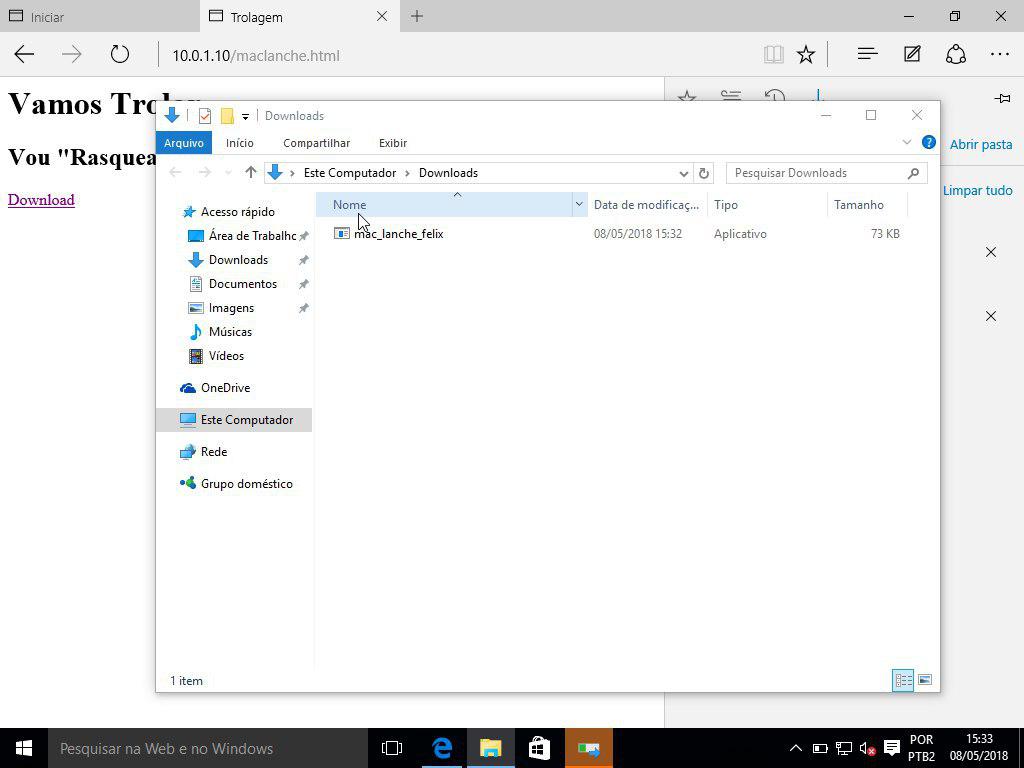 Iniciar
Trolagem
10.0.1.10/maclanche.html
Vamos Trolar
Downloads
Vou "Rasquea
Arquivo Início Compartilhar Exibir
Abrir pasta
Este Computador Downloads
Pesquisar Downloads
Limpar tudo
Download
Nome Data de modificaç... Tipo Tamanho
mac_lanche_felix 08/05/2018 15:32 Aplicativo 73 KB
Acesso rápido
Área de Trabalho
Downloads
Documentos
Imagens
Músicas
Vídeos
OneDrive
Este Computador
Rede
Grupo doméstico
1 item
Pesquisar na Web e no Windows
POR
PTB2
15:33
08/05/2018